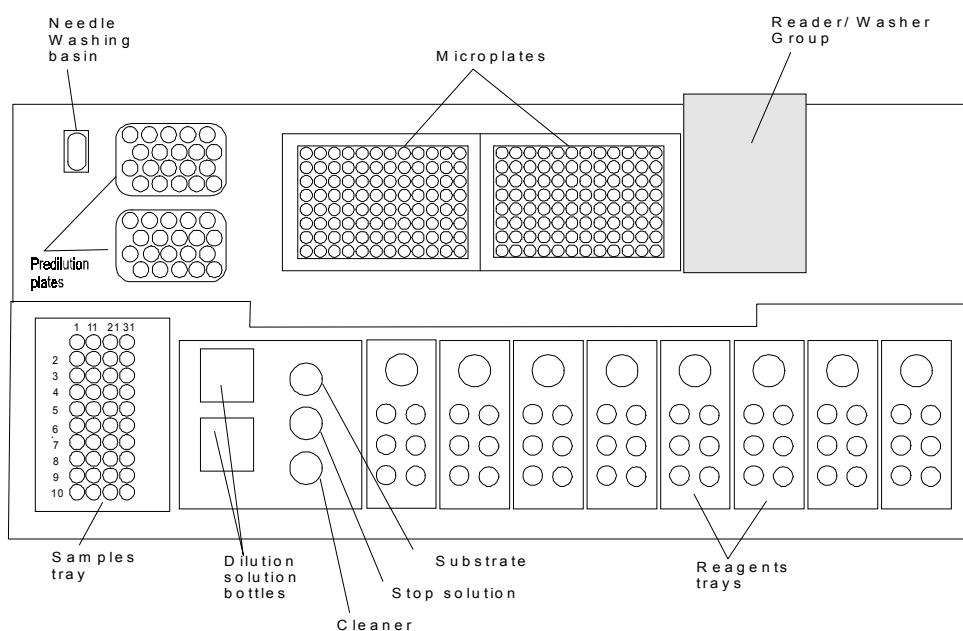 Needle
Washing
basin
Microplates
Reader/ Washer
Group
Predilution
plates
1 11 21 31
2
3
4
5
6
7
8
9
10
Samples
tray
Dilution
solution
bottles
Substrate
Stop solution
Cleaner
Reagents
trays